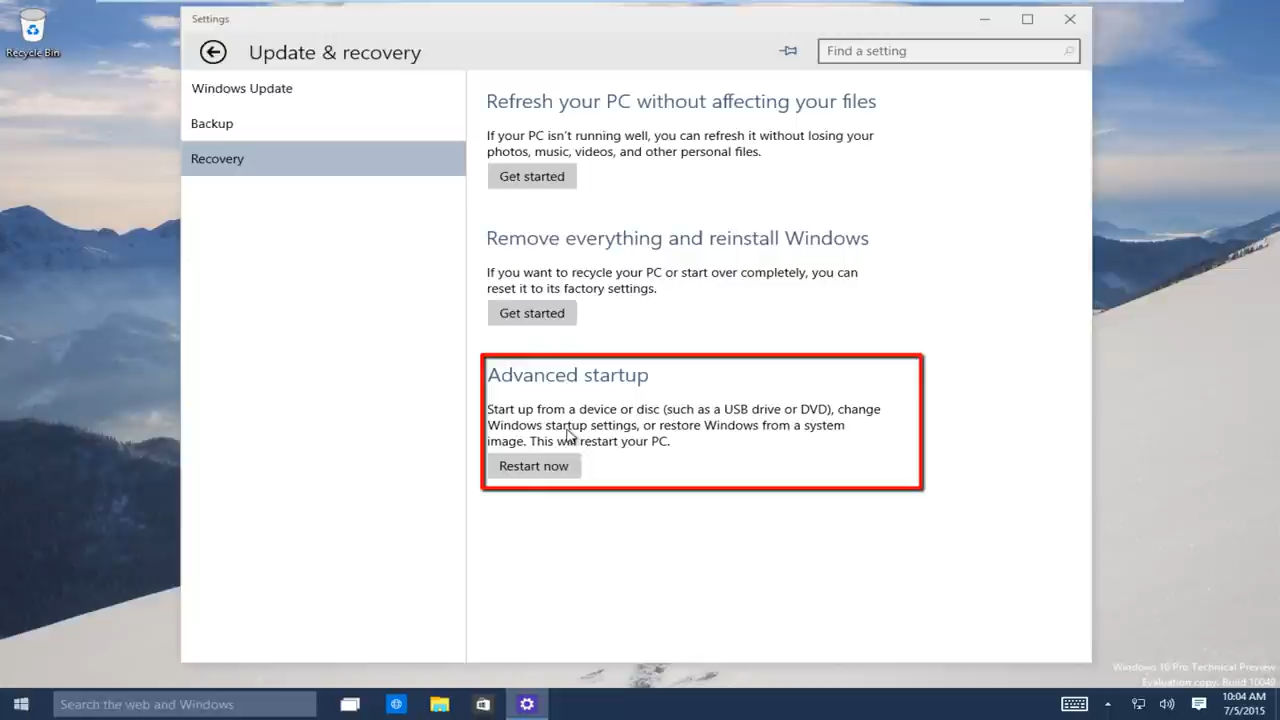 Recycle Bin
Settings
Update & recovery
Find a setting
Windows Update
Backup
Recovery
Refresh your PC without affecting your files
If your PC isn't running well, you can refresh it without losing your
photos, music, videos, and other personal files.
Get started
Remove everything and reinstall Windows
If you want to recycle your PC or start over completely, you can
reset it to its factory settings.
Get started
Advanced startup
Start up from a device or disc (such as a USB drive or DVD), change
Windows startup settings, or restore Windows from a system
image. This will restart your PC.
Restart now
Windows 10 Pro Technical Preview
Evaluation copy. Build 10049
Search the web and Windows
10:04 AM
7/5/2015